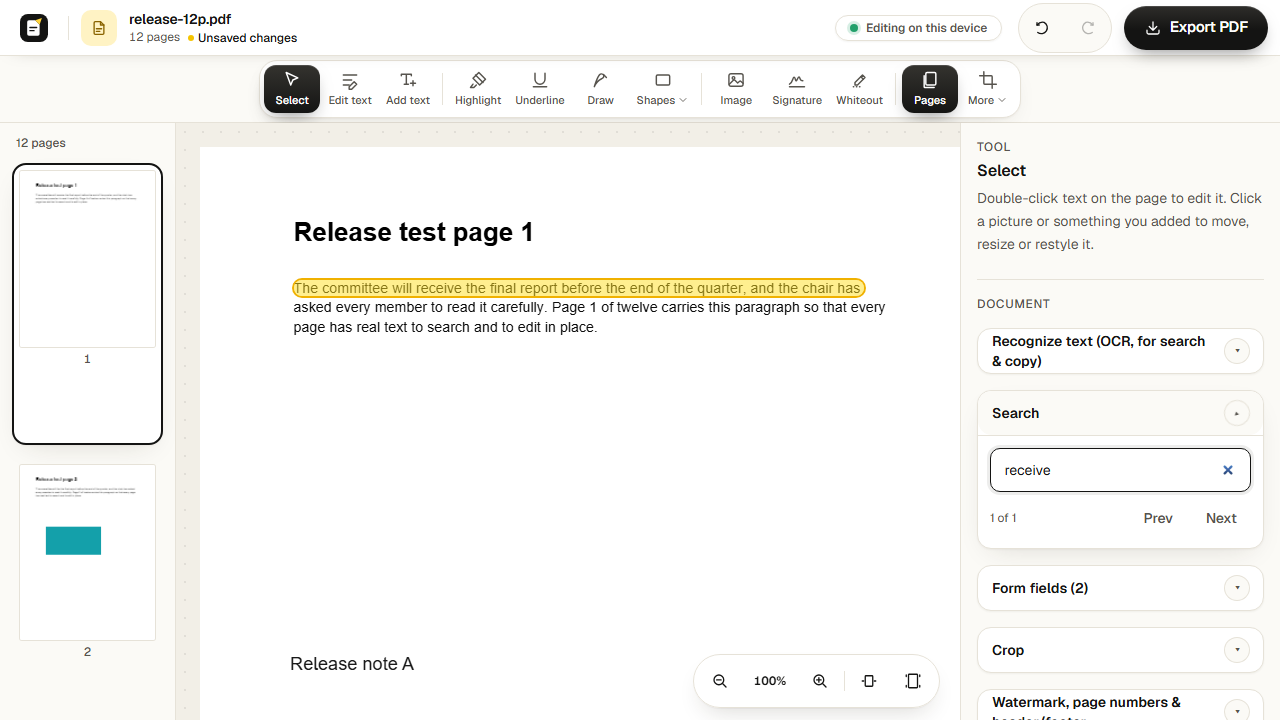 release-12p.pdf
12 pages Unsaved changes
Editing on this device
Export PDF
Select
Edit text
Add text
Highlight
Underline
Draw
Shapes
Image
Signature
Whiteout
Pages
More
12 pages
Release test page 1
1
2
Release test page 1
The committee will receive the final report before the end of the quarter, and the chair has
asked every member to read it carefully. Page 1 of twelve carries this paragraph so that every
page has real text to search and to edit in place.
Release note A
100%
TOOL
Select
Double-click text on the page to edit it. Click
a picture or something you added to move,
resize or restyle it.
DOCUMENT
Recognize text (OCR, for search
& copy)
Search
receive
1 of 1
Prev
Next
Form fields (2)
Crop
Watermark, page numbers &